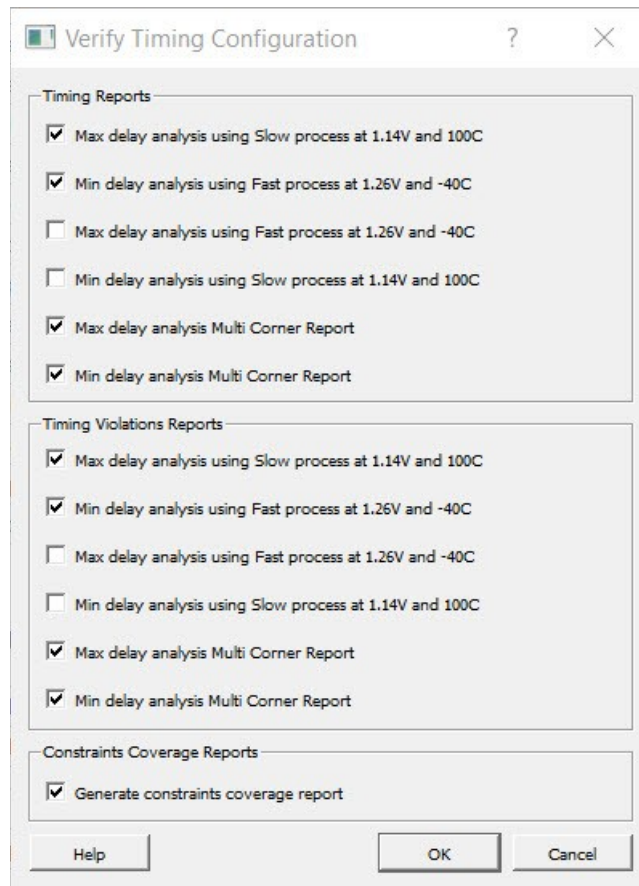 Verify Timing Configuration ?
Timing Reports
Max delay analysis using Slow process at 1.14V and 100C
Min delay analysis using Fast process at 1.26V and -40C
Max delay analysis using Fast process at 1.26V and -40C
Min delay analysis using Slow process at 1.14V and 100C
Max delay analysis Multi Corner Report
Min delay analysis Multi Corner Report
Timing Violations Reports
Max delay analysis using Slow process at 1.14V and 100C
Min delay analysis using Fast process at 1.26V and -40C
Max delay analysis using Fast process at 1.26V and -40C
Min delay analysis using Slow process at 1.14V and 100C
Max delay analysis Multi Corner Report
Min delay analysis Multi Corner Report
Constraints Coverage Reports
Generate constraints coverage report
Help OK Cancel